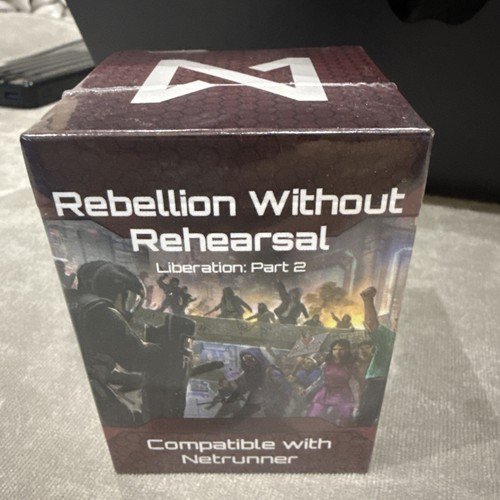 Rebellion Without
Rehearsal
Liberation: Part 2
Compatible with
Netrunner